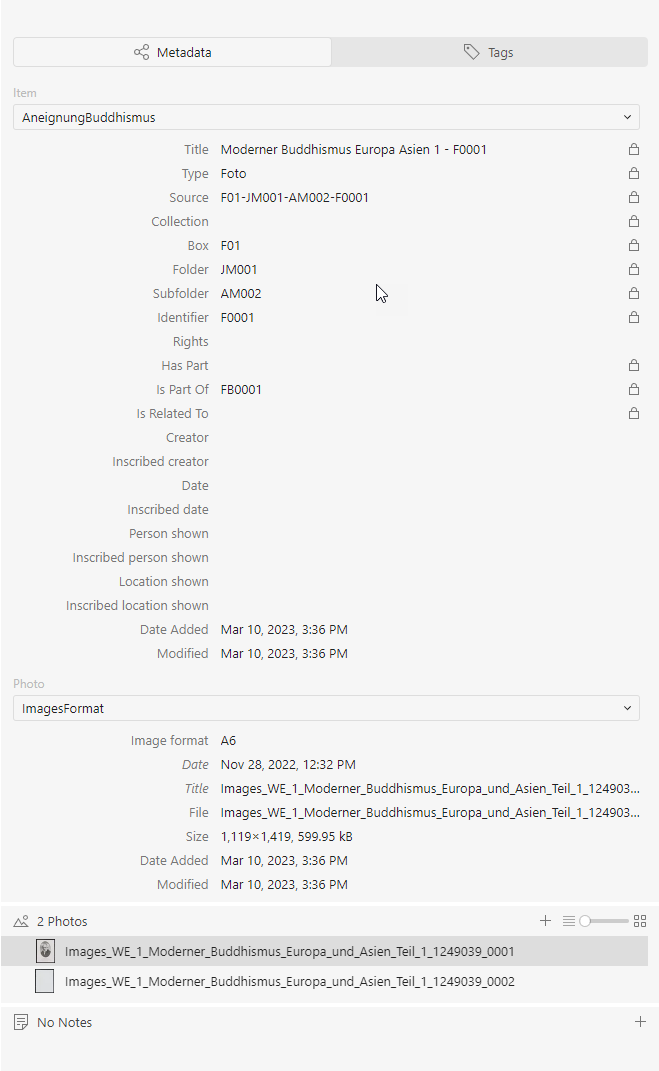 Metadata
Tags
Item
AneignungBuddhismus
Title Moderner Buddhismus Europa Asien 1 - F0001
Type Foto
Source F01-JM001-AM002-F0001
Collection
Box F01
Folder JM001
Subfolder AM002
Identifier F0001
Rights
Has Part
Is Part Of FB0001
Is Related To
Creator
Inscribed creator
Date
Inscribed date
Person shown
Inscribed person shown
Location shown
Inscribed location shown
Date Added Mar 10, 2023, 3:36 PM
Modified Mar 10, 2023, 3:36 PM
Photo
ImagesFormat
Image format A6
Date Nov 28, 2022, 12:32 PM
Title Images_WE_1_Moderner_Buddhismus_Europa_und_Asien_Teil_1_124903...
File Images_WE_1_Moderner_Buddhismus_Europa_und_Asien_Teil_1_124903...
Size 1,119×1,419, 599.95 kB
Date Added Mar 10, 2023, 3:36 PM
Modified Mar 10, 2023, 3:36 PM
2 Photos
Images_WE_1_Moderner_Buddhismus_Europa_und_Asien_Teil_1_1249039_0001
Images_WE_1_Moderner_Buddhismus_Europa_und_Asien_Teil_1_1249039_0002
No Notes